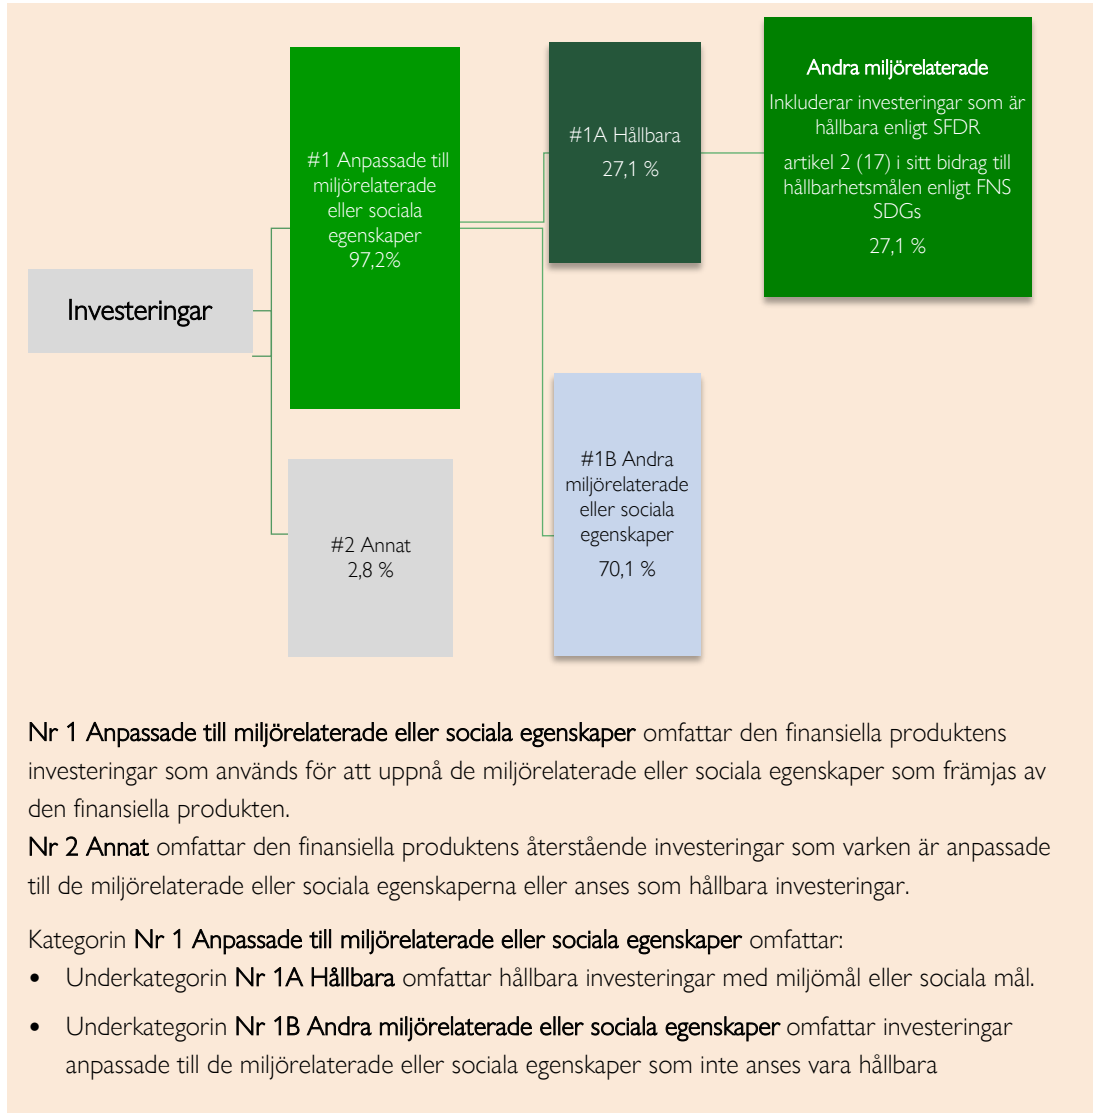 Investeringar
#1 Anpassade till
miljörelaterade
eller sociala
egenskaper
97,2%
#2 Annat
2,8 %
#1A Hållbara
27,1 %
#1B Andra
miljörelaterade
eller sociala
egenskaper
70,1 %
Andra miljörelaterade
Inkluderar investeringar som är
hållbara enligt SFDR
artikel 2 (17) i sitt bidrag till
hållbarhetsmålen enligt FNS
SDGs
27,1 %
Nr 1 Anpassade till miljörelaterade eller sociala egenskaper omfattar den finansiella produktens
investeringar som används för att uppnå de miljörelaterade eller sociala egenskaper som främjas av
den finansiella produkten.
Nr 2 Annat omfattar den finansiella produktens återstående investeringar som varken är anpassade
till de miljörelaterade eller sociala egenskaperna eller anses som hållbara investeringar.
Kategorin Nr 1 Anpassade till miljörelaterade eller sociala egenskaper omfattar:
• Underkategorin Nr 1A Hållbara omfattar hållbara investeringar med miljömål eller sociala mål.
• Underkategorin Nr 1B Andra miljörelaterade eller sociala egenskaper omfattar investeringar
anpassade till de miljörelaterade eller sociala egenskaper som inte anses vara hållbara